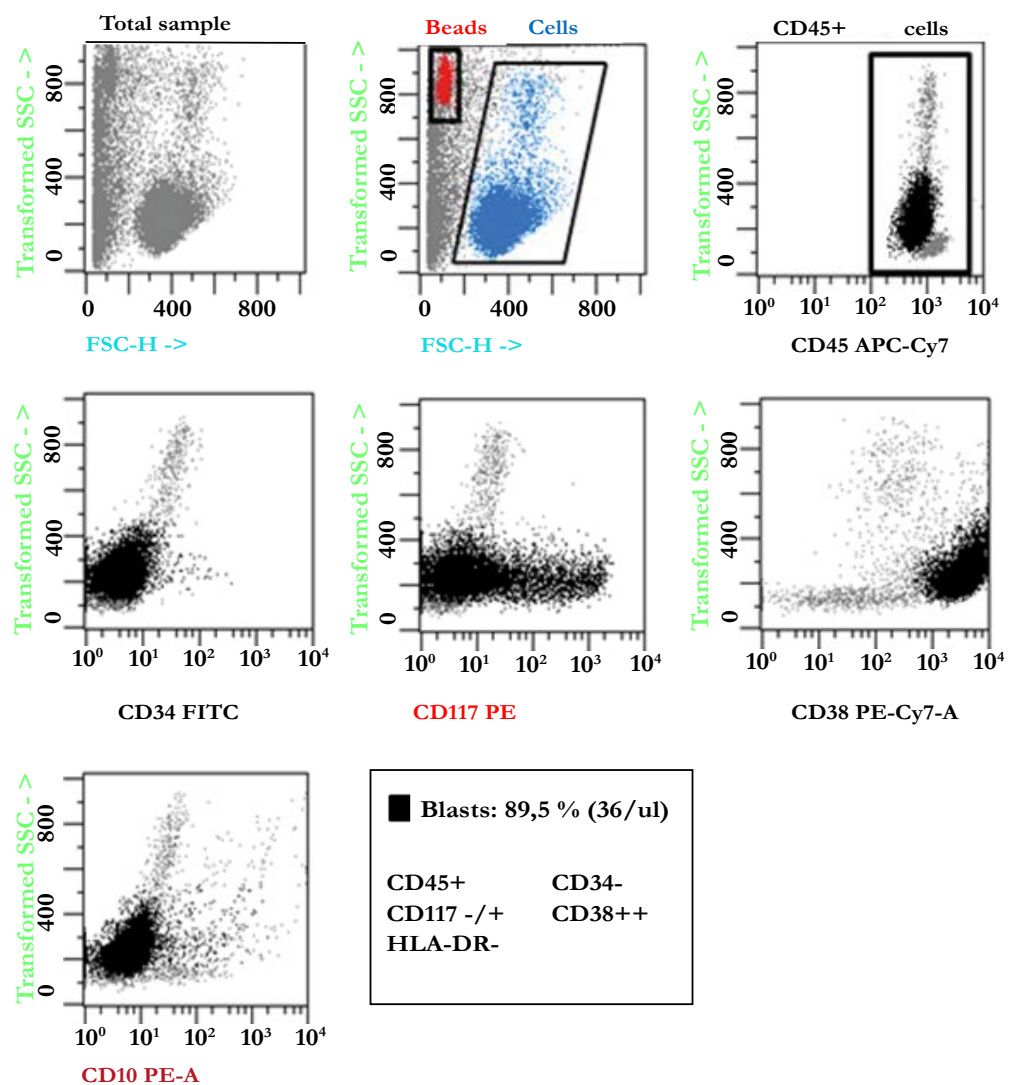 Total sample
Transformed SSC - >
800
400
0
0 400 800
FSC-H ->
Beads Cells
Transformed SSC - >
800
400
0
0 400 800
FSC-H ->
CD45+ cells
Transformed SSC - >
800
400
0
10⁰ 10¹ 10² 10³ 10⁴
CD45 APC-Cy7
Transformed SSC - >
800
400
0
10⁰ 10¹ 10² 10³ 10⁴
CD34 FITC
Transformed SSC - >
800
400
0
10⁰ 10¹ 10² 10³ 10⁴
CD117 PE
Transformed SSC - >
800
400
0
10⁰ 10¹ 10² 10³ 10⁴
CD38 PE-Cy7-A
Transformed SSC - >
800
400
0
10⁰ 10¹ 10² 10³ 10⁴
CD10 PE-A
Blasts: 89,5 % (36/ul)
CD45+ CD34-
CD117 -/+ CD38++
HLA-DR-